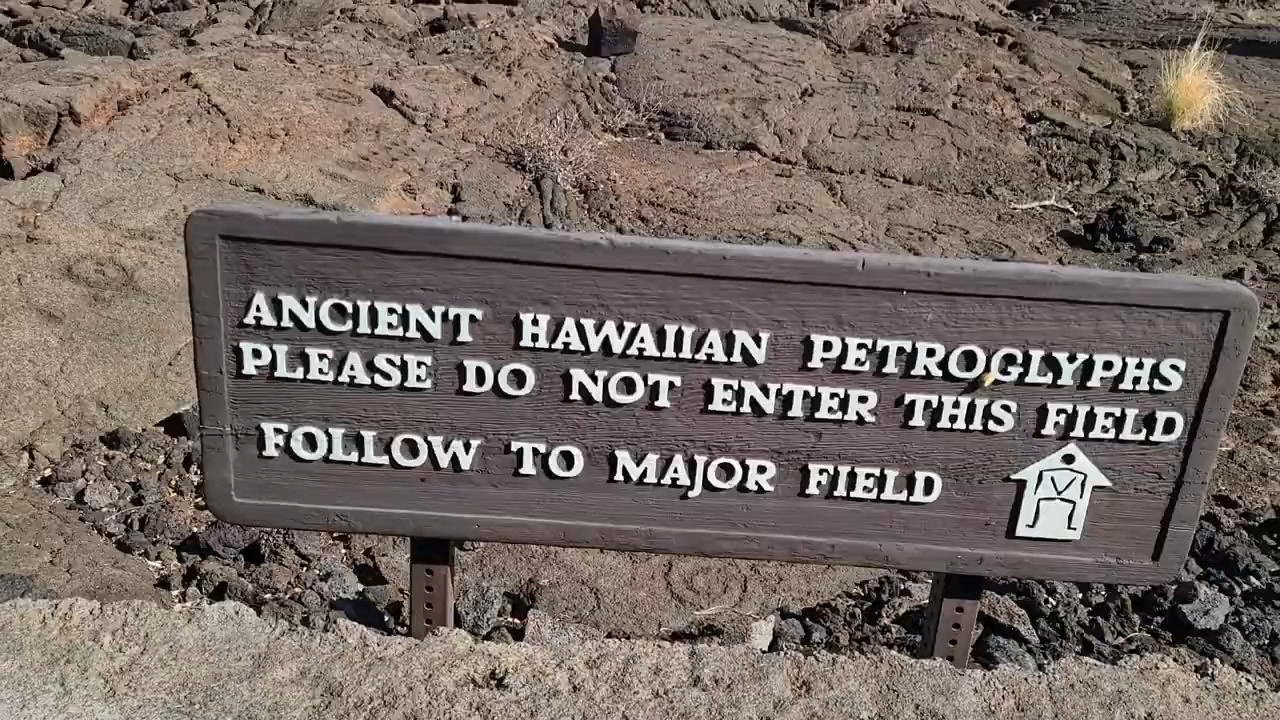 ANCIENT HAWAIIAN PETROGLYPHS
PLEASE DO NOT ENTER THIS FIELD
FOLLOW TO MAJOR FIELD